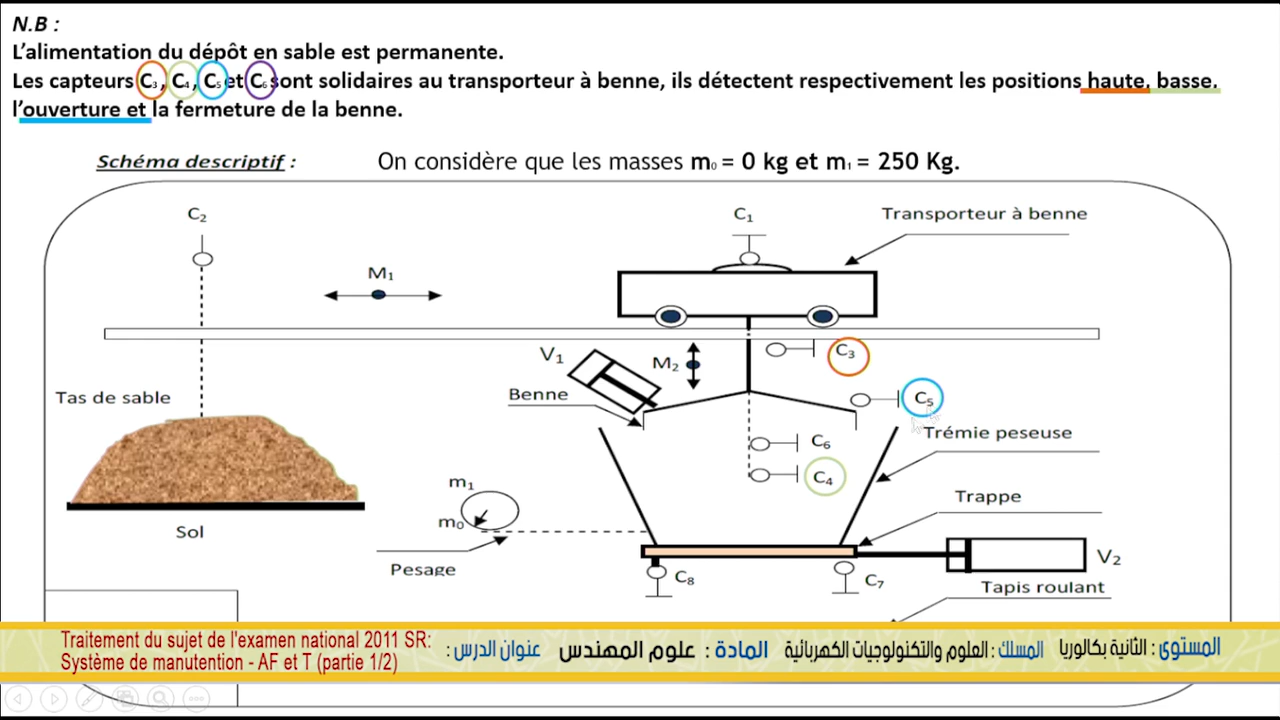 N.B :
L'alimentation du dépôt en sable est permanente.
Les capteurs C3, C4, C5 et C6 sont solidaires au transporteur à benne, ils détectent respectivement les positions haute, basse.
l'ouverture et la fermeture de la benne.
Schéma descriptif :
On considère que les masses m0 = 0 kg et m1 = 250 Kg.
C2
C1
Transporteur à benne
M1
V1
M2
C3
Tas de sable
Benne
C5
C6
Trémie peseuse
C4
m1
Trappe
m0
Sol
V2
Pesage
C8
C7
Tapis roulant
Traitement du sujet de l'examen national 2011 SR:
Système de manutention - AF et T (partie 1/2)
المستوى : الثانية بكالوريا
المسلك : العلوم والتكنولوجيات الكهربائية
المادة : علوم المهندس
عنوان الدرس :